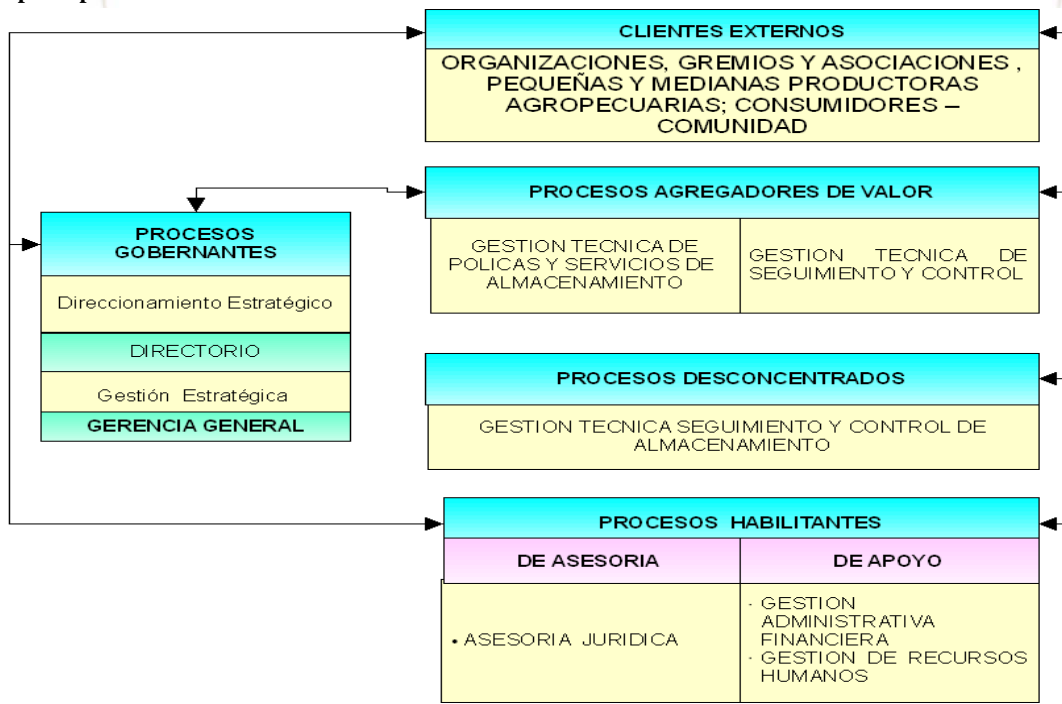 CLIENTES EXTERNOS
ORGANIZACIONES, GREMIOS Y ASOCIACIONES ,
PEQUEÑAS Y MEDIANAS PRODUCTORAS
AGROPECUARIAS; CONSUMIDORES –
COMUNIDAD
PROCESOS AGREGADORES DE VALOR
GESTION TECNICA DE
POLICAS Y SERVICIOS DE
ALMACENAMIENTO
GESTION TECNICA DE
SEGUIMIENTO Y CONTROL
PROCESOS
GOBERNANTES
Direccionamiento Estratégico
DIRECTORIO
Gestión Estratégica
GERENCIA GENERAL
PROCESOS DESCONCENTRADOS
GESTION TECNICA SEGUIMIENTO Y CONTROL DE
ALMACENAMIENTO
PROCESOS HABILITANTES
DE ASESORIA
DE APOYO
• ASESORIA JURIDICA
· GESTION
ADMINISTRATIVA
FINANCIERA
· GESTION DE RECURSOS
HUMANOS